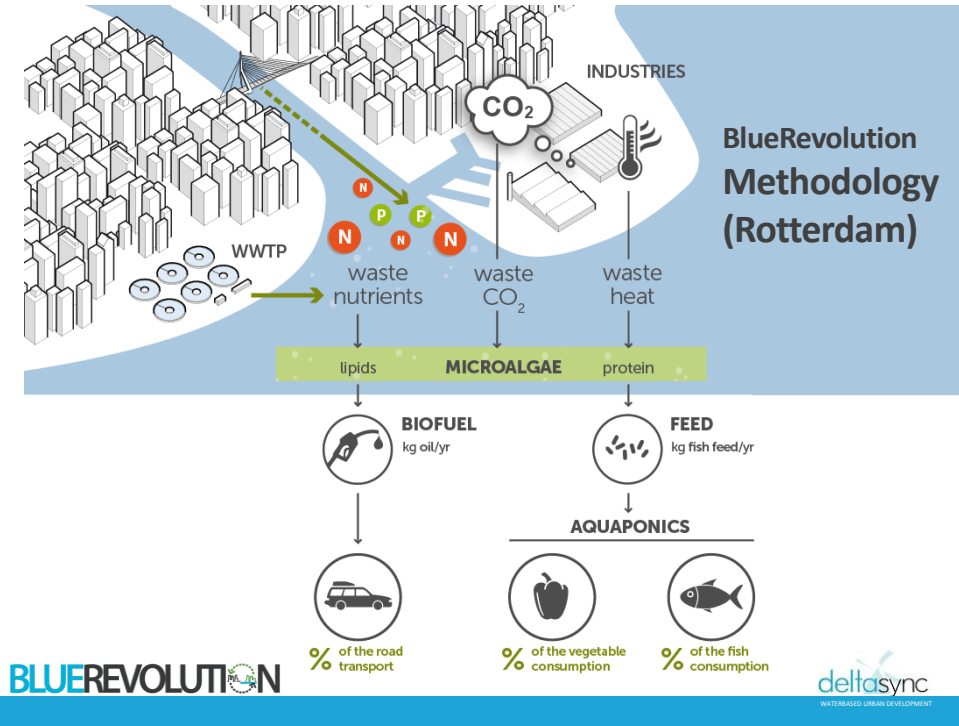 INDUSTRIES
CO2
BlueRevolution
Methodology
(Rotterdam)
N
P
P
N
N
N
WWTP
waste
nutrients
waste
CO2
waste
heat
lipids
MICROALGAE
protein
BIOFUEL
kg oil/yr
FEED
kg fish feed/yr
AQUAPONICS
% of the road
transport
% of the vegetable
consumption
% of the fish
consumption
BLUEREVOLUTION
deltasync
WATERBASED URBAN DEVELOPMENT